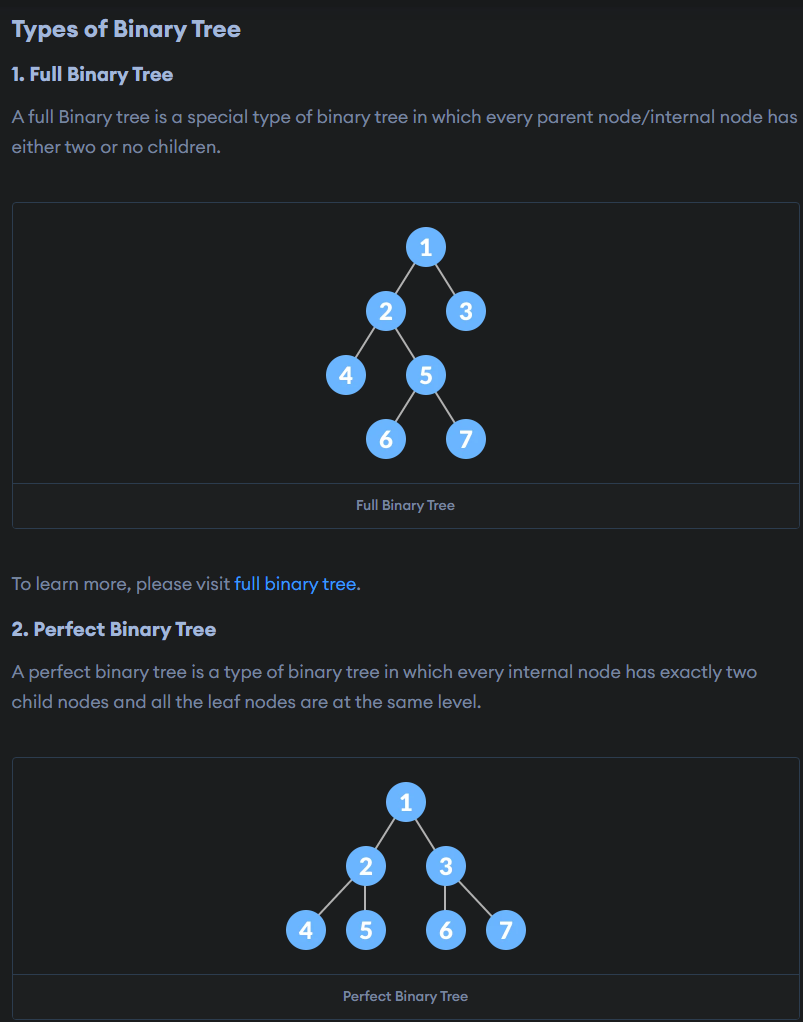 Types of Binary Tree
1. Full Binary Tree
A full Binary tree is a special type of binary tree in which every parent node/internal node has
either two or no children.
1
2 3
4 5
6 7
Full Binary Tree
To learn more, please visit full binary tree.
2. Perfect Binary Tree
A perfect binary tree is a type of binary tree in which every internal node has exactly two
child nodes and all the leaf nodes are at the same level.
1
2 3
4 5 6 7
Perfect Binary Tree